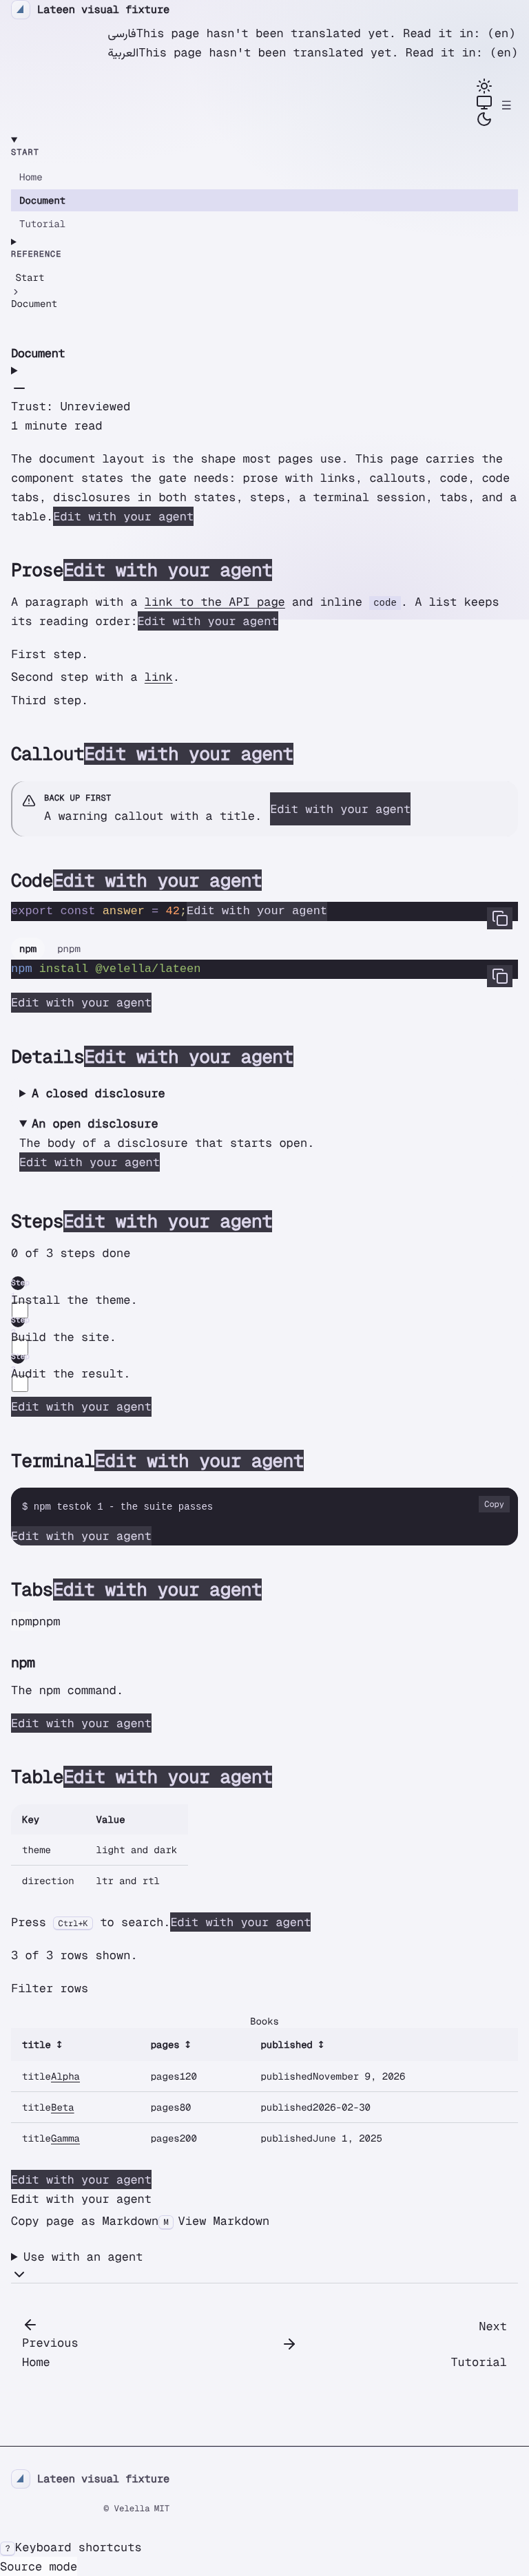 Lateen visual fixture
فارسیThis page hasn't been translated yet. Read it in: (en)
العربيةThis page hasn't been translated yet. Read it in: (en)
START
Home
Document
Tutorial
REFERENCE
Start
›
Document
Document
Trust: Unreviewed
1 minute read
The document layout is the shape most pages use. This page carries the
component states the gate needs: prose with links, callouts, code, code
tabs, disclosures in both states, steps, a terminal session, tabs, and a
table.Edit with your agent
ProseEdit with your agent
A paragraph with a link to the API page and inline code. A list keeps
its reading order:Edit with your agent
First step.
Second step with a link.
Third step.
CalloutEdit with your agent
BACK UP FIRST
A warning callout with a title. Edit with your agent
CodeEdit with your agent
export const answer = 42;Edit with your agent
npm pnpm
npm install @velella/lateen
Edit with your agent
DetailsEdit with your agent
A closed disclosure
An open disclosure
The body of a disclosure that starts open.
Edit with your agent
StepsEdit with your agent
0 of 3 steps done
Install the theme.
Build the site.
Audit the result.
Edit with your agent
TerminalEdit with your agent
$ npm testok 1 - the suite passes
Copy
Edit with your agent
TabsEdit with your agent
npmpnpm
npm
The npm command.
Edit with your agent
TableEdit with your agent
Key Value
theme light and dark
direction ltr and rtl
Press Ctrl+K to search.Edit with your agent
3 of 3 rows shown.
Filter rows
Books
title ↕ pages ↕ published ↕
titleAlpha pages120 publishedNovember 9, 2026
titleBeta pages80 published2026-02-30
titleGamma pages200 publishedJune 1, 2025
Edit with your agent
Edit with your agent
Copy page as MarkdownM View Markdown
Use with an agent
Previous
Home
Next
Tutorial
Lateen visual fixture
© Velella MIT
?Keyboard shortcuts
Source mode